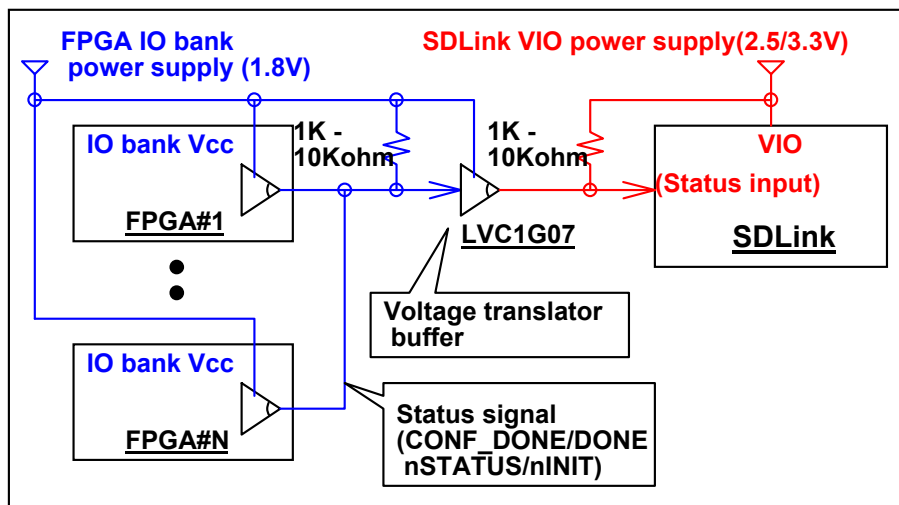 FPGA IO bank
power supply (1.8V)
SDLink VIO power supply(2.5/3.3V)
IO bank Vcc
1K -
10Kohm
1K -
10Kohm
VIO
(Status input)
FPGA#1
LVC1G07
SDLink
Voltage translator
buffer
IO bank Vcc
FPGA#N
Status signal
(CONF_DONE/DONE
nSTATUS/nINIT)